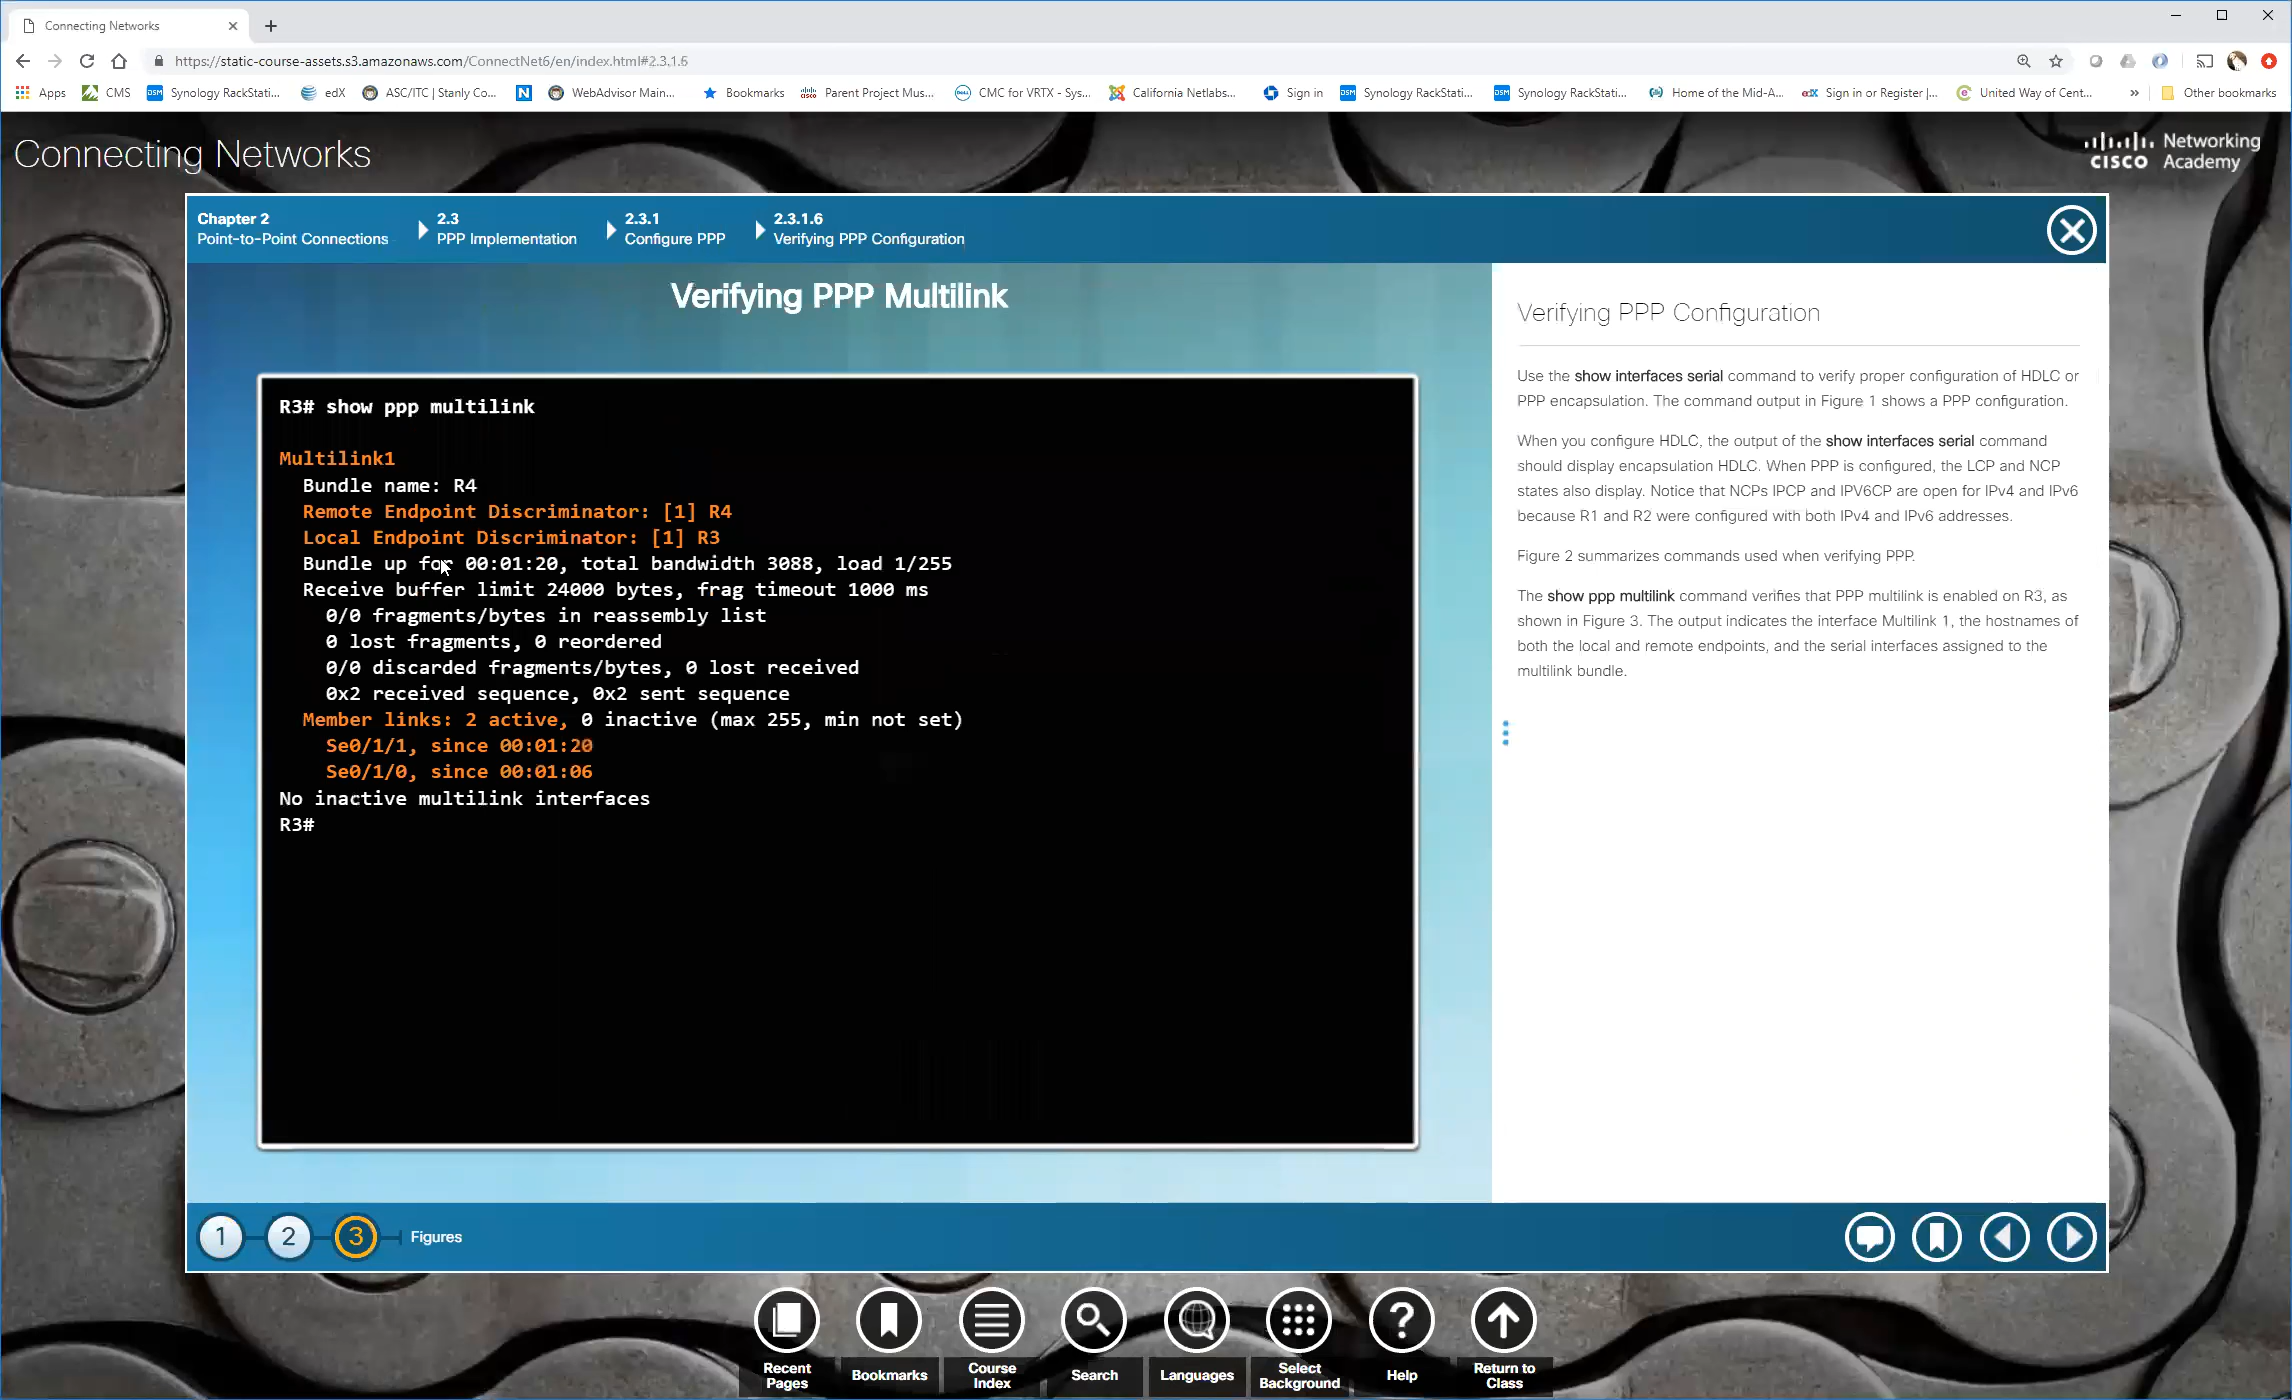 Connecting Networks
https://static-course-assets.s3.amazonaws.com/ConnectNet6/en/index.html#2.3.1.6
Apps
CMS
DSM
Synology RackStati...
edX
ASC/ITC | Stanly Co...
N
WebAdvisor Main...
Bookmarks
Parent Project Mus...
CMC for VRTX - Sys...
California Netlabs...
Sign in
DSM
Synology RackStati...
DSM
Synology RackStati...
Home of the Mid-A...
edX
Sign in or Register |...
United Way of Cent...
»
Other bookmarks
Connecting Networks
CISCO
Networking
Academy
Chapter 2
Point-to-Point Connections
2.3
PPP Implementation
2.3.1
Configure PPP
2.3.1.6
Verifying PPP Configuration
Verifying PPP Multilink
R3# show ppp multilink
Multilink1
Bundle name: R4
Remote Endpoint Discriminator: [1] R4
Local Endpoint Discriminator: [1] R3
Bundle up for 00:01:20, total bandwidth 3088, load 1/255
Receive buffer limit 24000 bytes, frag timeout 1000 ms
0/0 fragments/bytes in reassembly list
0 lost fragments, 0 reordered
0/0 discarded fragments/bytes, 0 lost received
0x2 received sequence, 0x2 sent sequence
Member links: 2 active, 0 inactive (max 255, min not set)
Se0/1/1, since 00:01:20
Se0/1/0, since 00:01:06
No inactive multilink interfaces
R3#
Verifying PPP Configuration
Use the show interfaces serial command to verify proper configuration of HDLC or
PPP encapsulation. The command output in Figure 1 shows a PPP configuration.
When you configure HDLC, the output of the show interfaces serial command
should display encapsulation HDLC. When PPP is configured, the LCP and NCP
states also display. Notice that NCPs IPCP and IPV6CP are open for IPv4 and IPv6
because R1 and R2 were configured with both IPv4 and IPv6 addresses.
Figure 2 summarizes commands used when verifying PPP.
The show ppp multilink command verifies that PPP multilink is enabled on R3, as
shown in Figure 3. The output indicates the interface Multilink 1, the hostnames of
both the local and remote endpoints, and the serial interfaces assigned to the
multilink bundle.
1
2
3
Figures
Recent
Pages
Bookmarks
Course
Index
Search
Languages
Select
Background
?
Help
Return to
Class